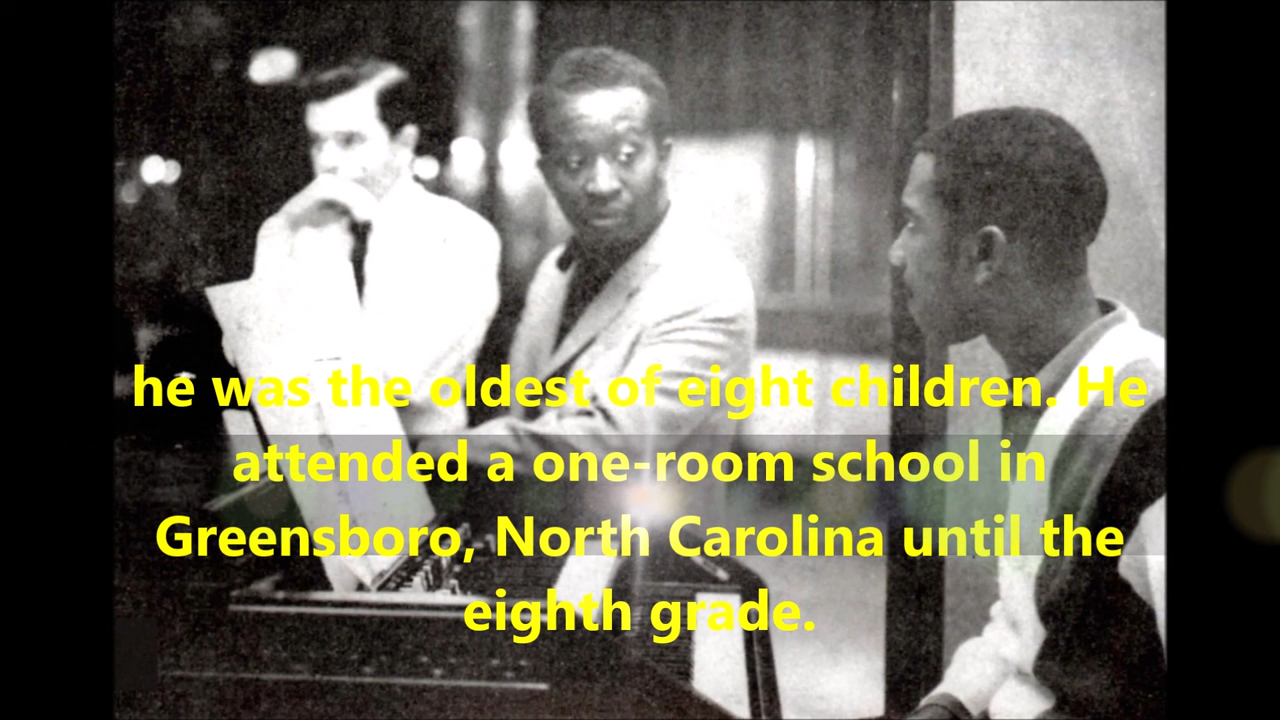 he was the oldest of eight children. He
attended a one-room school in
Greensboro, North Carolina until the
eighth grade.